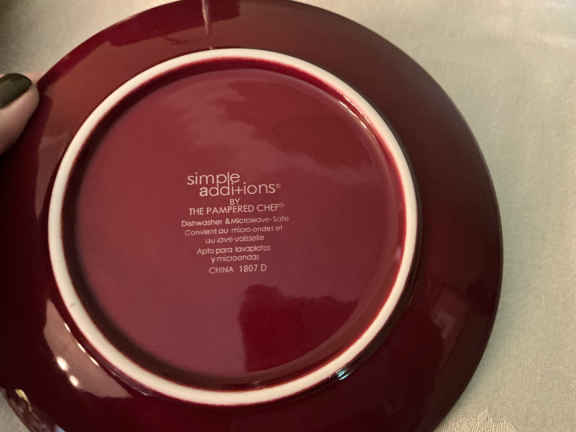 simple
additions®
BY
THE PAMPERED CHEF®
Dishwasher & Microwave-Safe
Convient au micro-ondes et
au lave-vaisselle
Apto para lavaplatos
y microondas
CHINA 1807 D